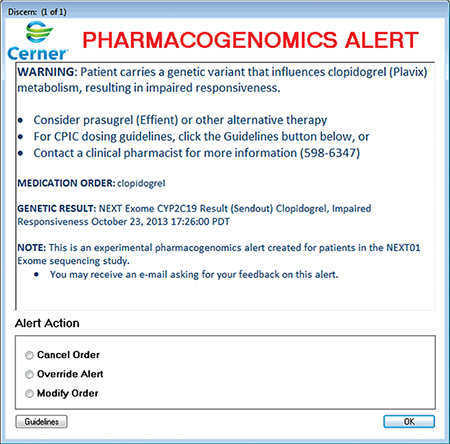 Discern: (1 of 1)
Cerner
PHARMACOGENOMICS ALERT
WARNING: Patient carries a genetic variant that influences clopidogrel (Plavix)
metabolism, resulting in impaired responsiveness.
• Consider prasugrel (Effient) or other alternative therapy
• For CPIC dosing guidelines, click the Guidelines button below, or
• Contact a clinical pharmacist for more information (598-6347)
MEDICATION ORDER: clopidogrel
GENETIC RESULT: NEXT Exome CYP2C19 Result (Sendout) Clopidogrel, Impaired
Responsiveness October 23, 2013 17:26:00 PDT
NOTE: This is an experimental pharmacogenomics alert created for patients in the NEXT01
Exome sequencing study.
• You may receive an e-mail asking for your feedback on this alert.
Alert Action
Cancel Order
Override Alert
Modify Order
Guidelines
OK